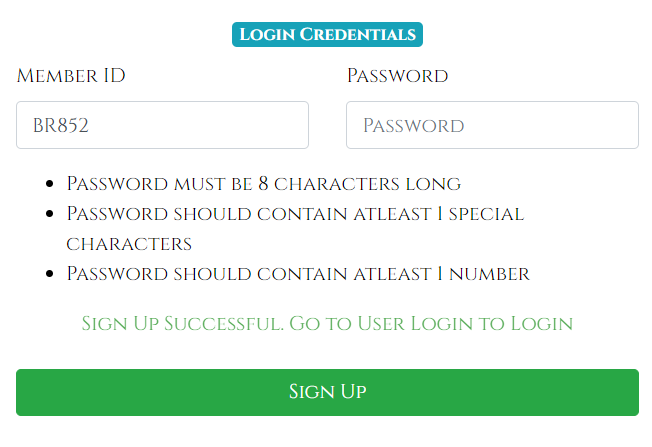 Login Credentials
Member ID
Password
BR852
Password
Password must be 8 characters long
Password should contain atleast 1 special
characters
Password should contain atleast 1 number
Sign Up Successful. Go to User Login to Login
Sign Up